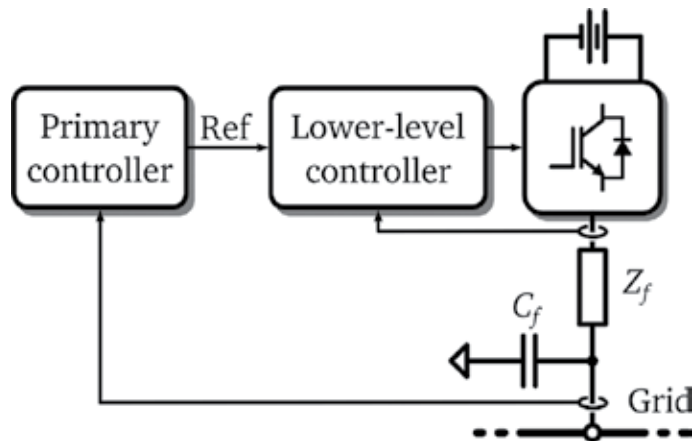 Primary
controller
Ref
Lower-level
controller
Z_f
C_f
Grid